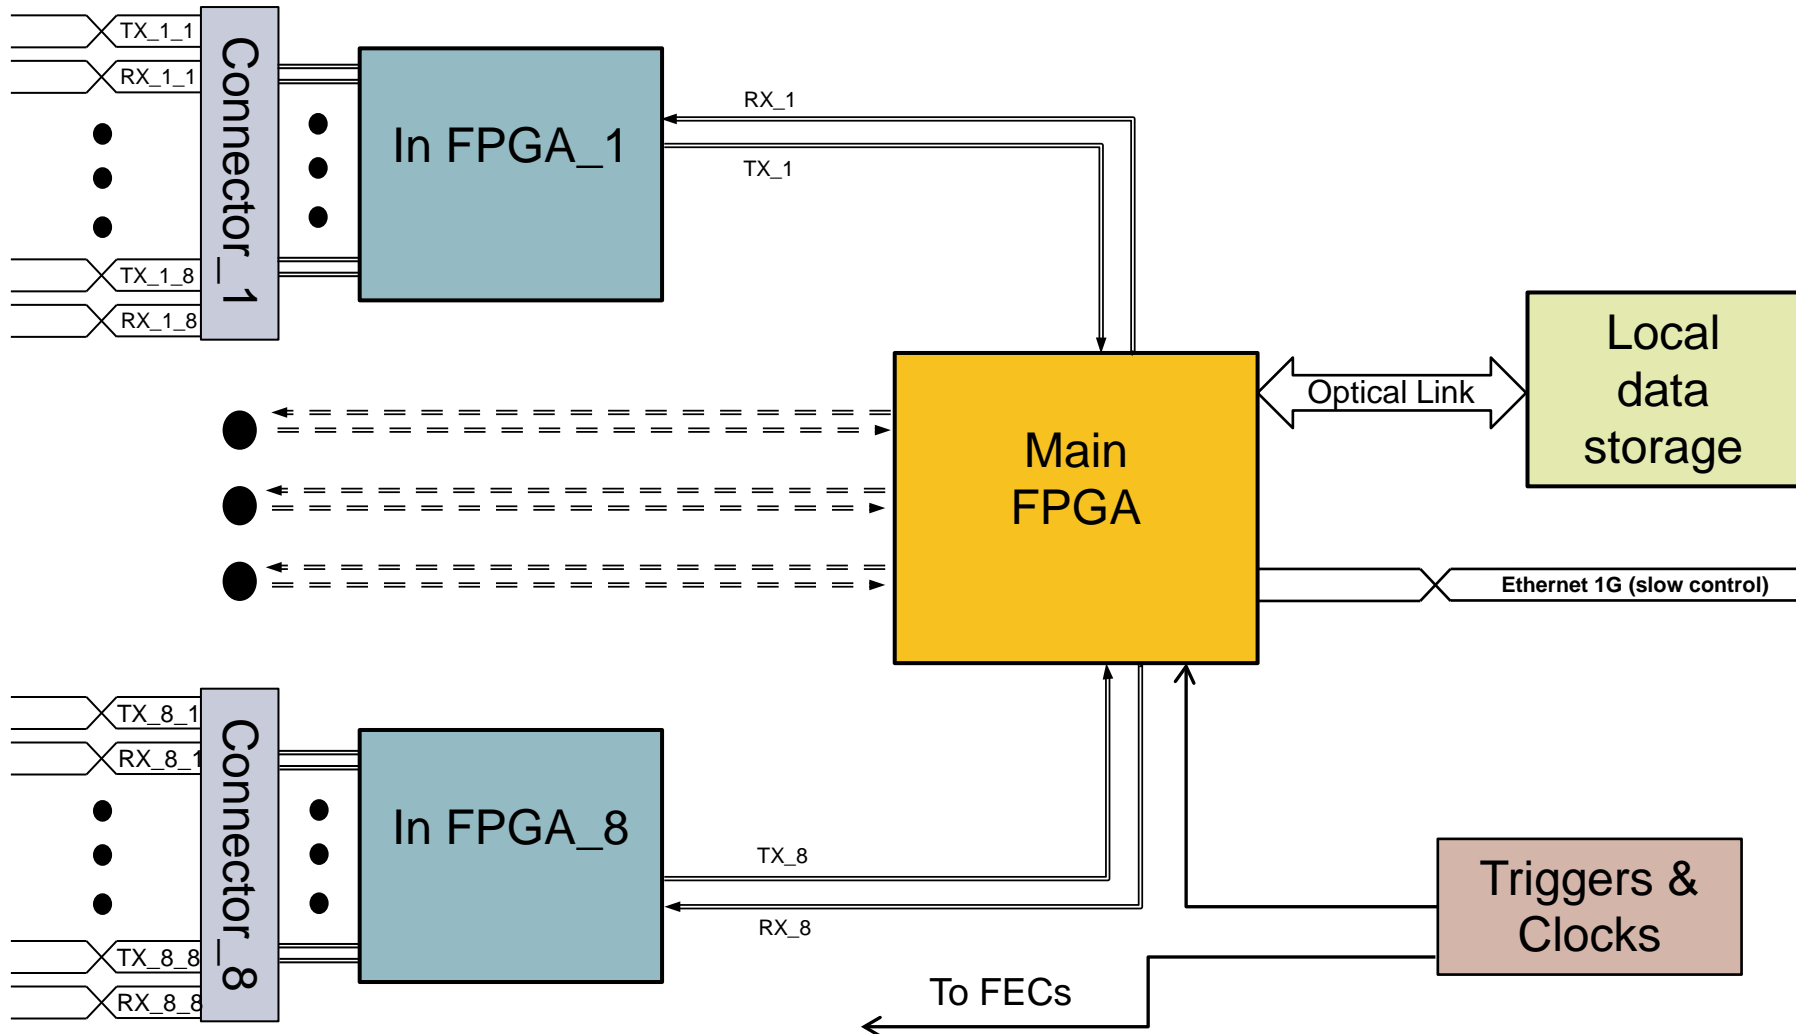 TX_1_1
RX_1_1
TX_1_8
RX_1_8
Connector_1
In FPGA_1
RX_1
TX_1
Main
FPGA
Optical Link
Local
data
storage
Ethernet 1G (slow control)
TX_8_1
RX_8_1
TX_8_8
RX_8_8
Connector_8
In FPGA_8
TX_8
RX_8
Triggers &
Clocks
To FECs